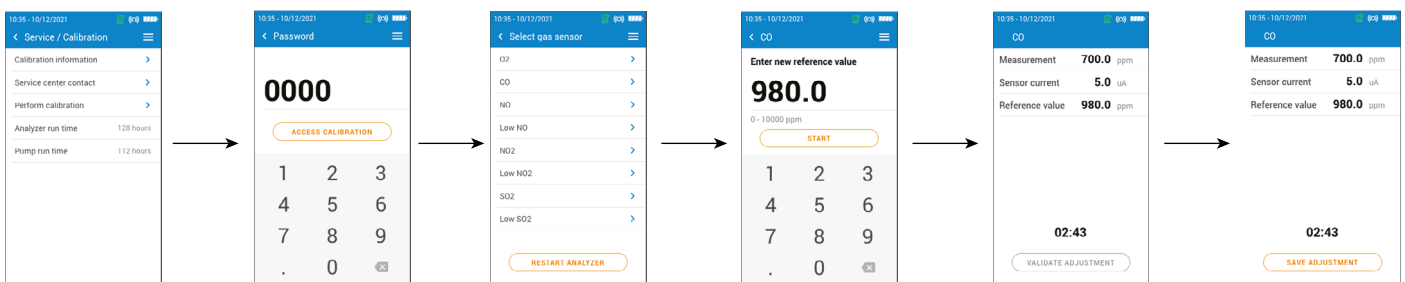 10:35 - 10/12/2021
< Service / Calibration
Calibration information >
Service center contact >
Perform calibration >
Analyzer run time 128 hours
Pump run time 112 hours
10:35 - 10/12/2021
< Password
0000
ACCESS CALIBRATION
1 2 3
4 5 6
7 8 9
. 0
10:35 - 10/12/2021
< Select gas sensor
O2 >
CO >
NO >
Low NO >
NO2 >
Low NO2 >
SO2 >
Low SO2 >
RESTART ANALYZER
10:35 - 10/12/2021
< CO
Enter new reference value
980.0
0 - 10000 ppm
START
1 2 3
4 5 6
7 8 9
. 0
10:35 - 10/12/2021
CO
Measurement 700.0 ppm
Sensor current 5.0 uA
Reference value 980.0 ppm
02:43
VALIDATE ADJUSTMENT
10:35 - 10/12/2021
CO
Measurement 700.0 ppm
Sensor current 5.0 uA
Reference value 980.0 ppm
02:43
SAVE ADJUSTMENT